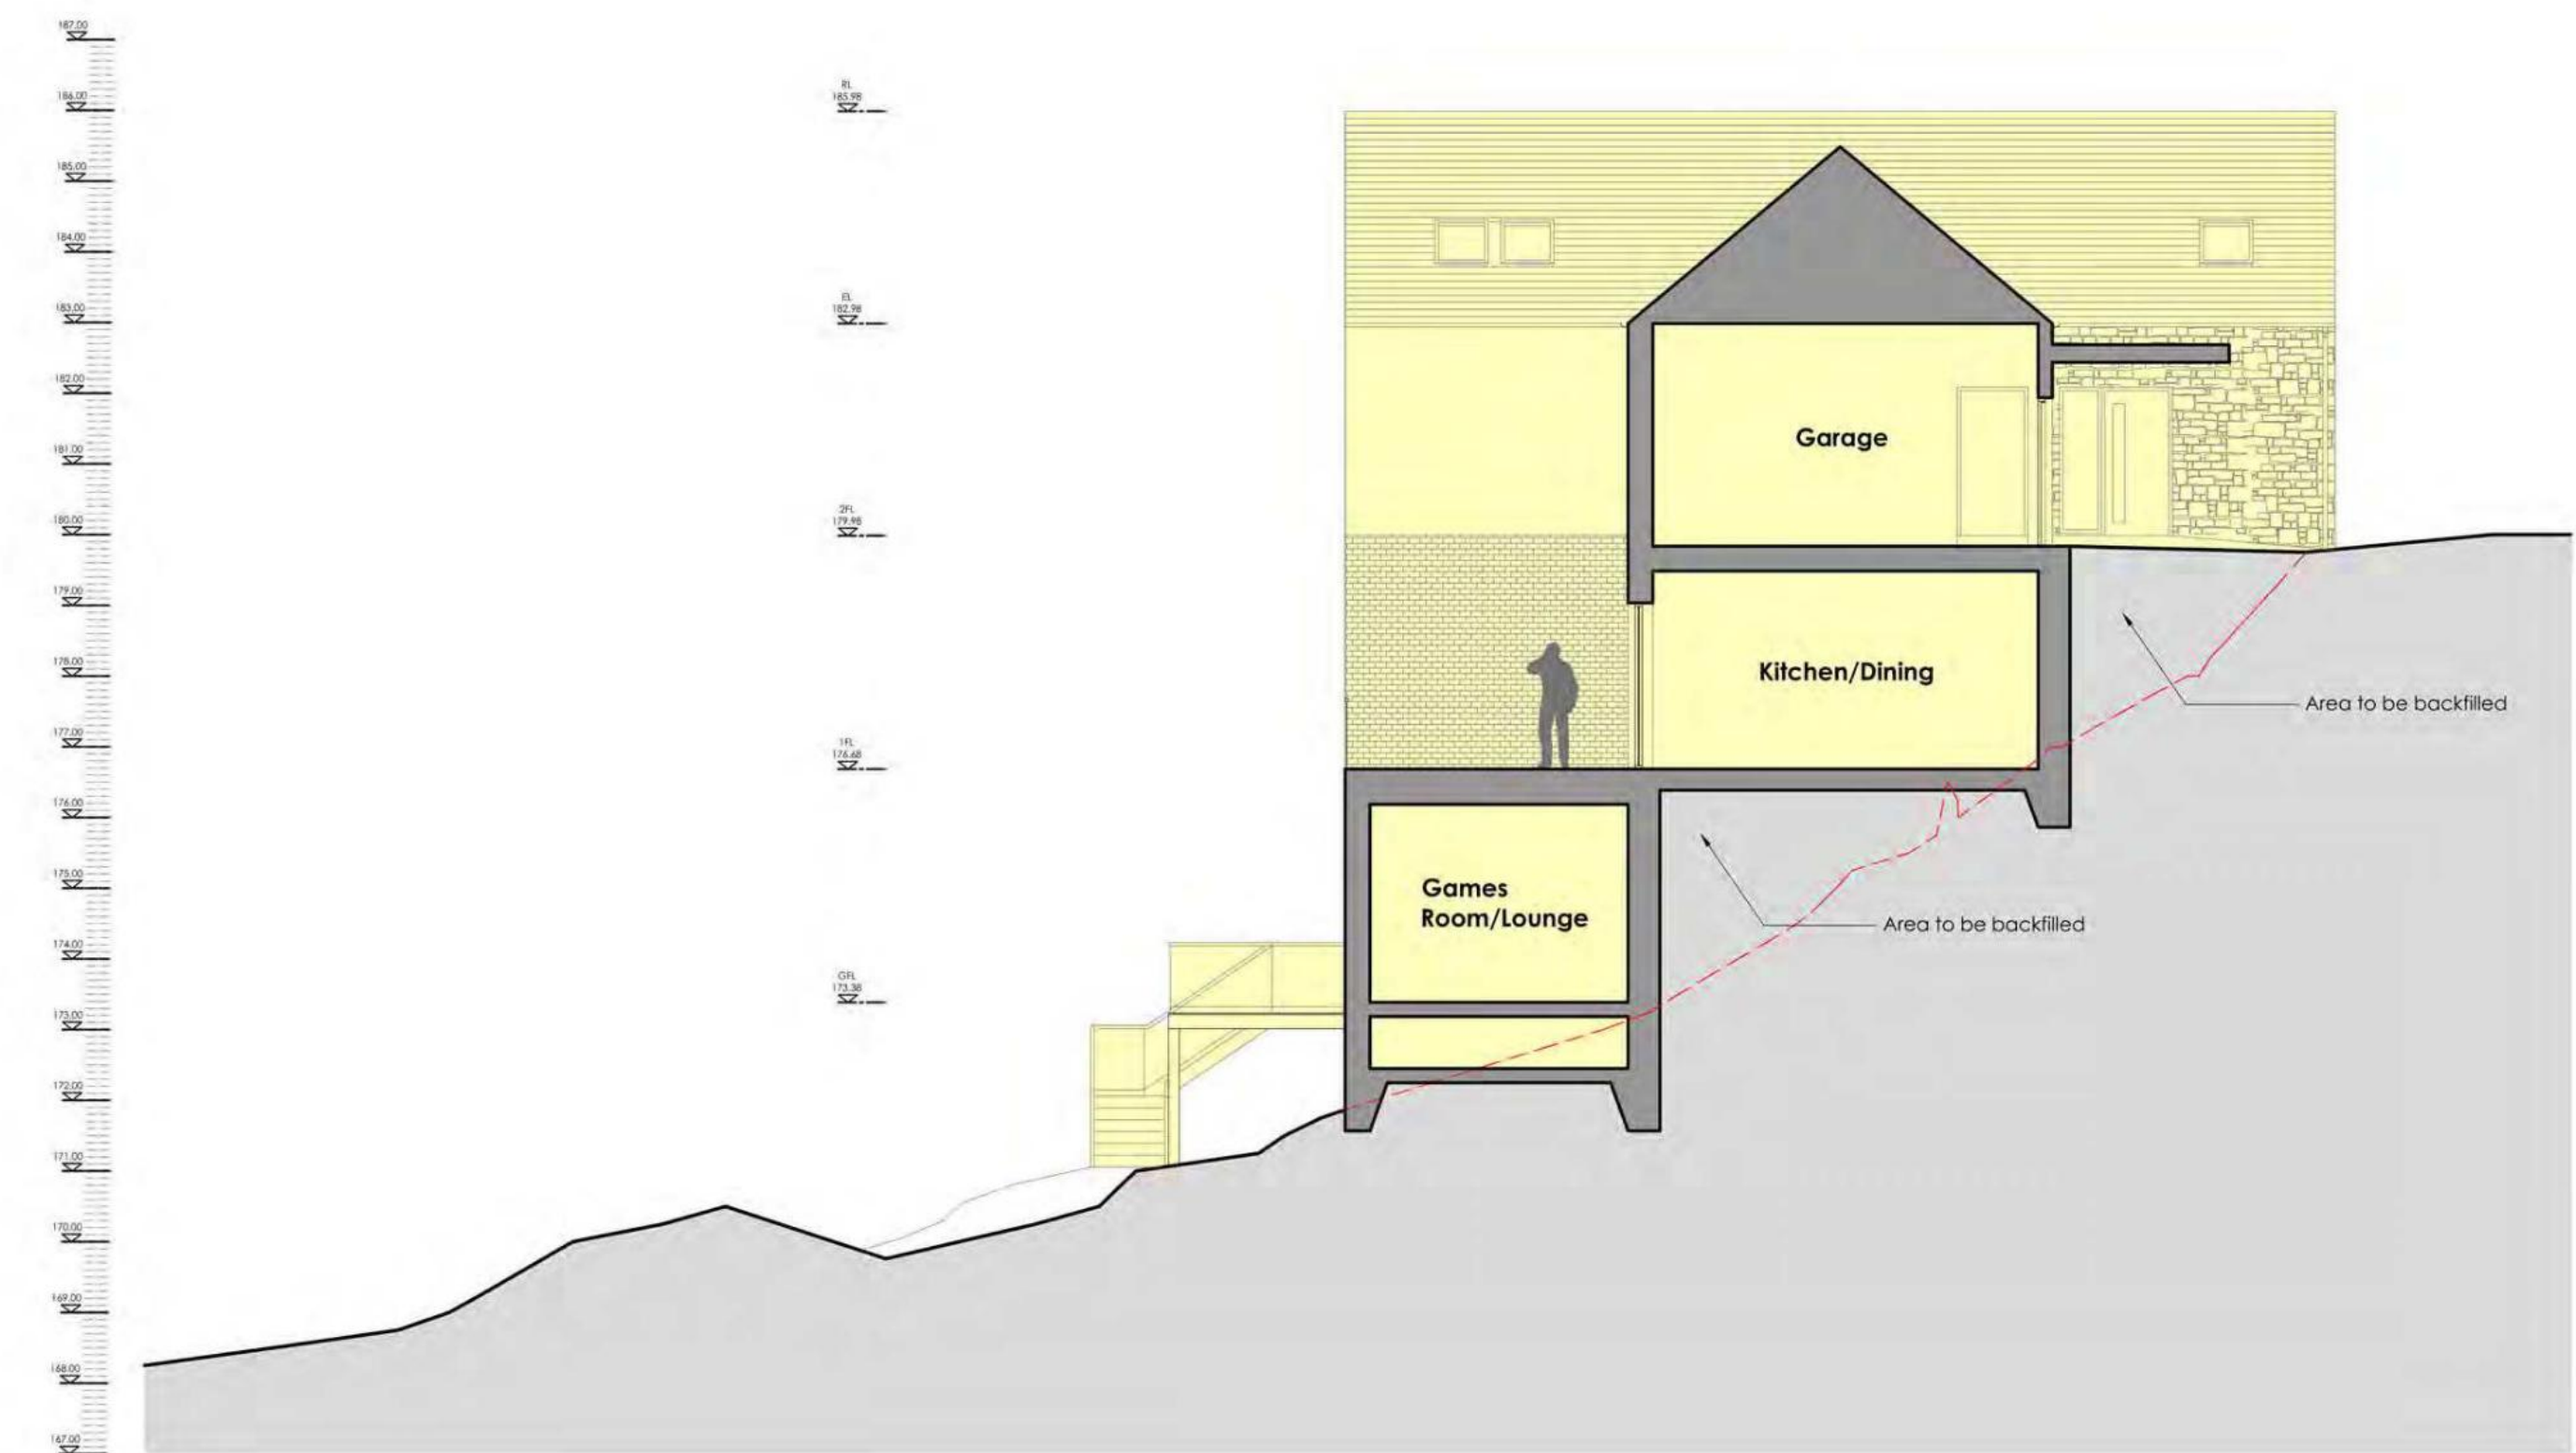 187.00
186.00
185.00
184.00
183.00
182.00
181.00
180.00
179.00
178.00
177.00
176.00
175.00
174.00
173.00
172.00
171.00
170.00
169.00
168.00
167.00
RL
185.98
EL
182.98
2FL
179.98
1FL
176.68
GFL
173.38
Garage
Kitchen/Dining
Area to be backfilled
Games
Room/Lounge
Area to be backfilled